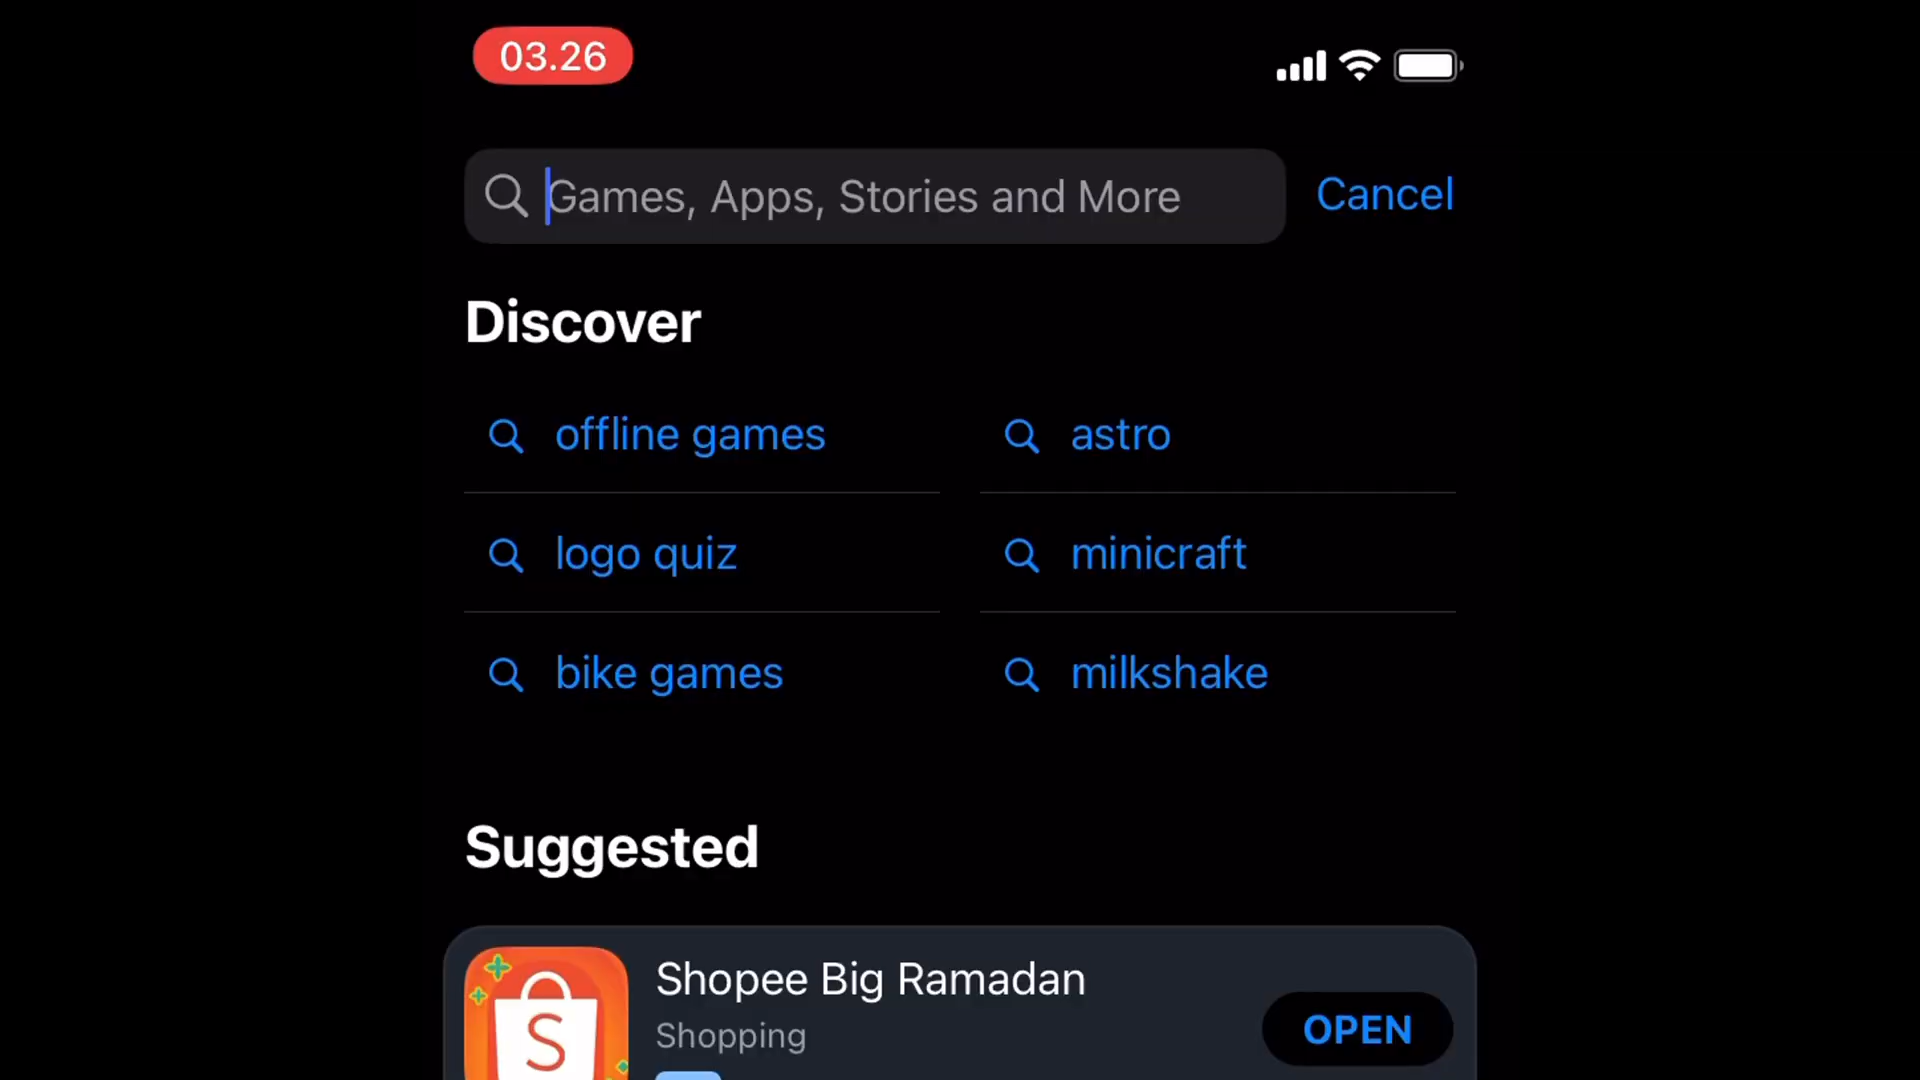 03.26
Games, Apps, Stories and More
Cancel
Discover
offline games
astro
logo quiz
minicraft
bike games
milkshake
Suggested
S
Shopee Big Ramadan
Shopping
OPEN